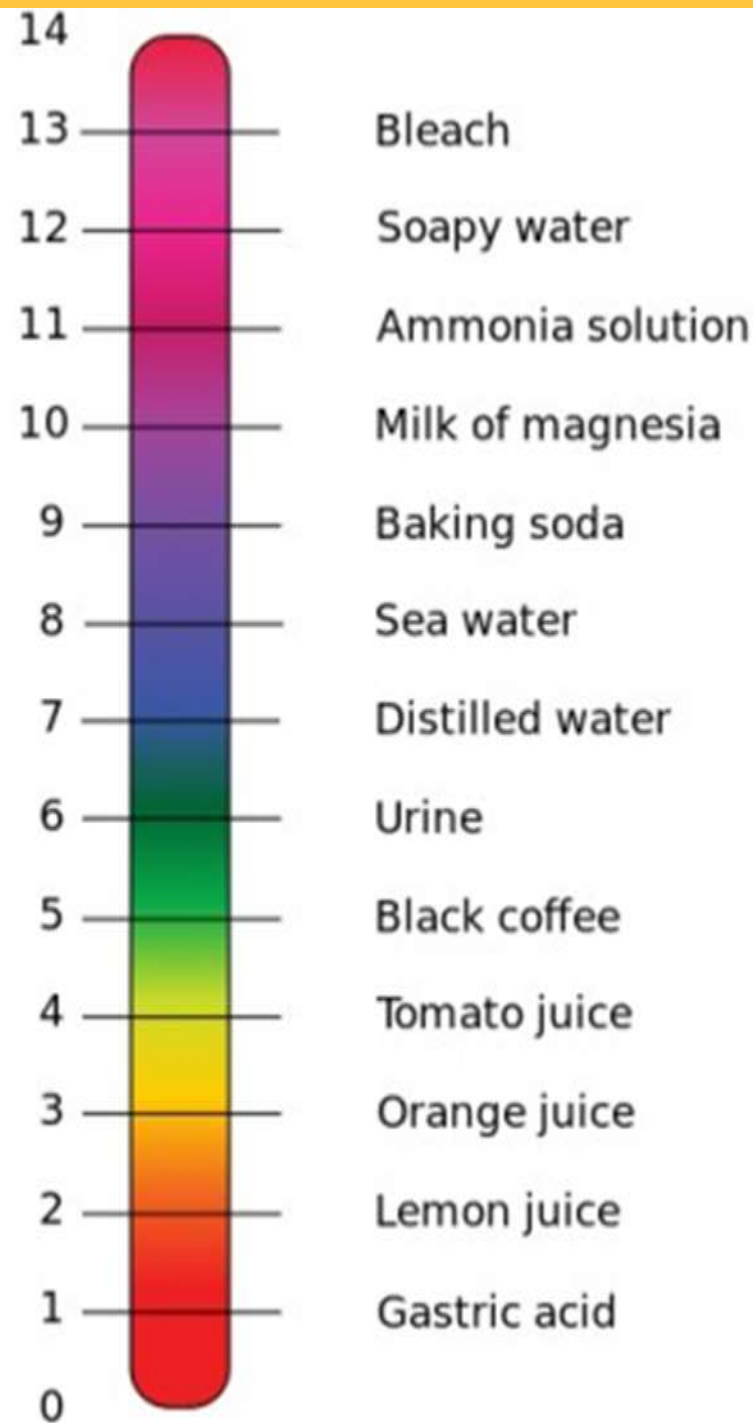 14
13 Bleach
12 Soapy water
11 Ammonia solution
10 Milk of magnesia
9 Baking soda
8 Sea water
7 Distilled water
6 Urine
5 Black coffee
4 Tomato juice
3 Orange juice
2 Lemon juice
1 Gastric acid
0